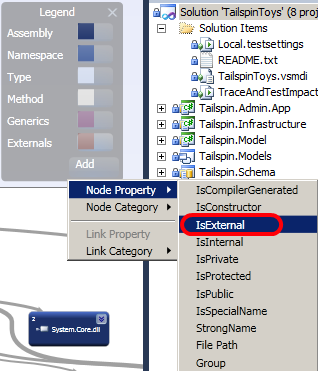 Legend
Assembly
Namespace
Type
Method
Generics
Externals
Add
Solution 'TailspinToys' (8 proj
Solution Items
Local.testsettings
README.txt
TailspinToys.vsmdi
TraceAndTestImpact
Tailspin.Admin.App
Tailspin.Infrastructure
Tailspin.Model
Tailspin.Models
Tailspin.Schema
Node Property
Node Category
Link Property
Link Category
IsCompilerGenerated
IsConstructor
IsExternal
IsInternal
IsPrivate
IsProtected
IsPublic
IsSpecialName
StrongName
File Path
Group
2
System.Core.dll